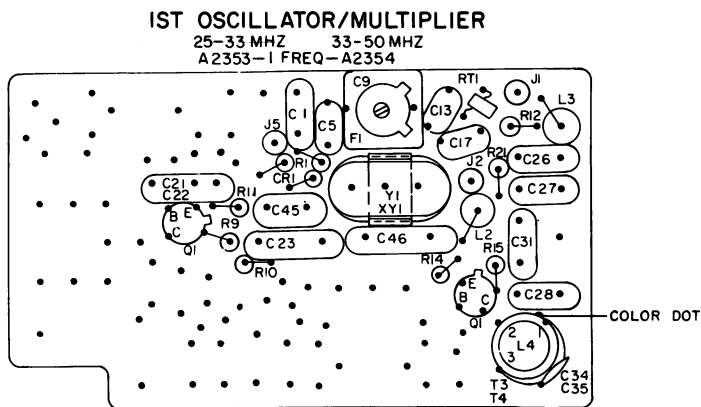 1ST OSCILLATOR/MULTIPLIER
25-33 MHZ 33-50 MHZ
A2353-1 FREQ-A2354
C9
RT1
J1
C1
C5
C13
L3
F1
R12
J5
C17
R1
J2
R21
C26
CR1
C21
C22
R11
C45
Y1
XY1
C27
B E
C
R9
L2
Q1
C23
C46
C31
R10
R14
R15
E
B C
C28
Q1
COLOR DOT
2 1
L4
3
T3
T4
C34
C35